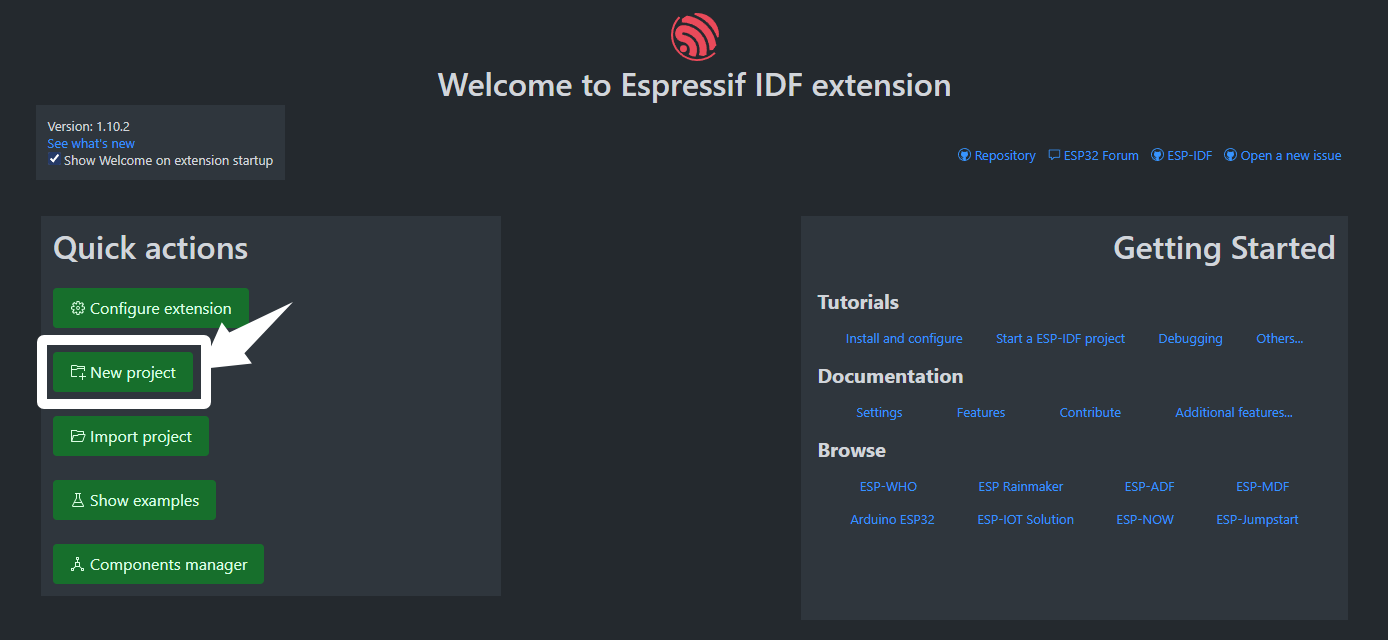 Welcome to Espressif IDF extension
Version: 1.10.2
See what's new
Show Welcome on extension startup
Repository ESP32 Forum ESP-IDF Open a new issue
Quick actions
Configure extension
New project
Import project
Show examples
Components manager
Getting Started
Tutorials
Install and configure Start a ESP-IDF project Debugging Others...
Documentation
Settings Features Contribute Additional features...
Browse
ESP-WHO ESP Rainmaker ESP-ADF ESP-MDF
Arduino ESP32 ESP-IOT Solution ESP-NOW ESP-Jumpstart